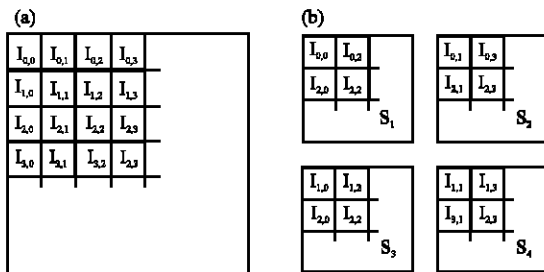 (a)
I0,0 I0,1 I0,2 I0,3
I1,0 I1,1 I1,2 I1,3
I2,0 I2,1 I2,2 I2,3
I3,0 I3,1 I3,2 I2,3
(b)
I0,0 I0,2
I2,0 I2,2
S1
I0,1 I0,3
I2,1 I2,3
S2
I1,0 I1,2
I2,0 I2,2
S3
I1,1 I1,3
I3,1 I2,3
S4